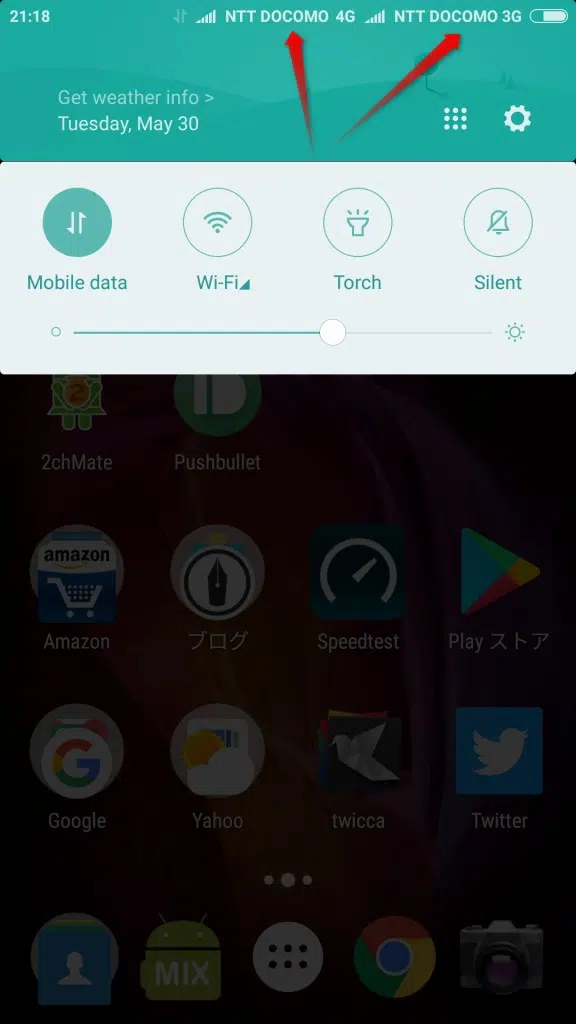 21:18 NTT DOCOMO 4G NTT DOCOMO 3G
Get weather info >
Tuesday, May 30
Mobile data Wi-Fi Torch Silent
2
2chMate Pushbullet
amazon
Amazon ブログ Speedtest Play ストア
G
Google Yahoo twicca Twitter
MIX